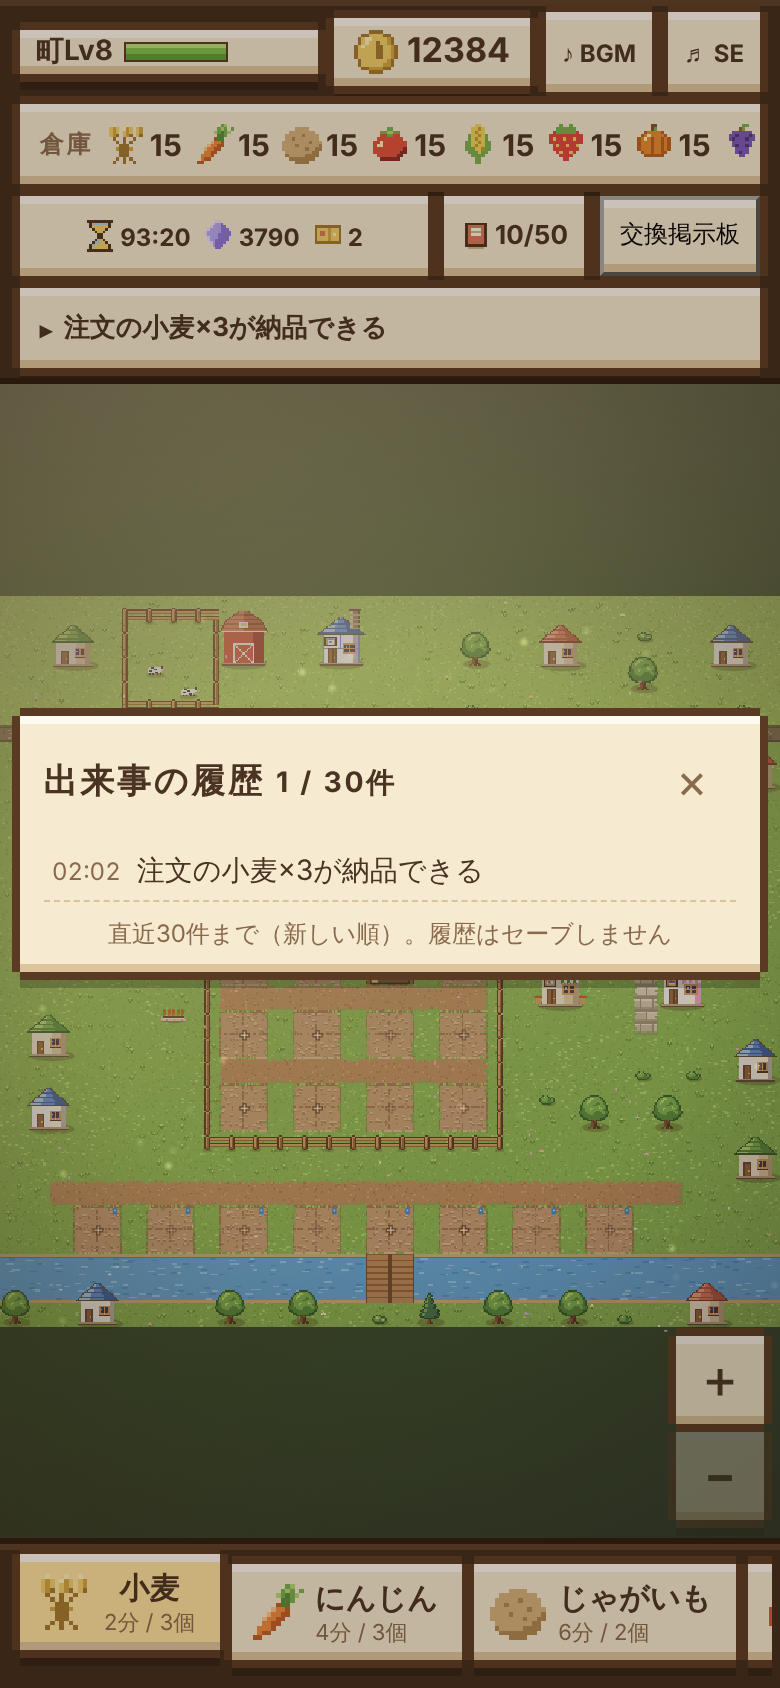 町Lv8 12384 ♪ BGM ♬ SE
倉庫 15 15 15 15 15 15 15
93:20 3790 2 10/50 交換掲示板
▶ 注文の小麦×3が納品できる
出来事の履歴 1 / 30件 ×
02:02 注文の小麦×3が納品できる
直近30件まで（新しい順）。履歴はセーブしません
+
−
小麦 にんじん じゃがいも
2分 / 3個 4分 / 3個 6分 / 2個